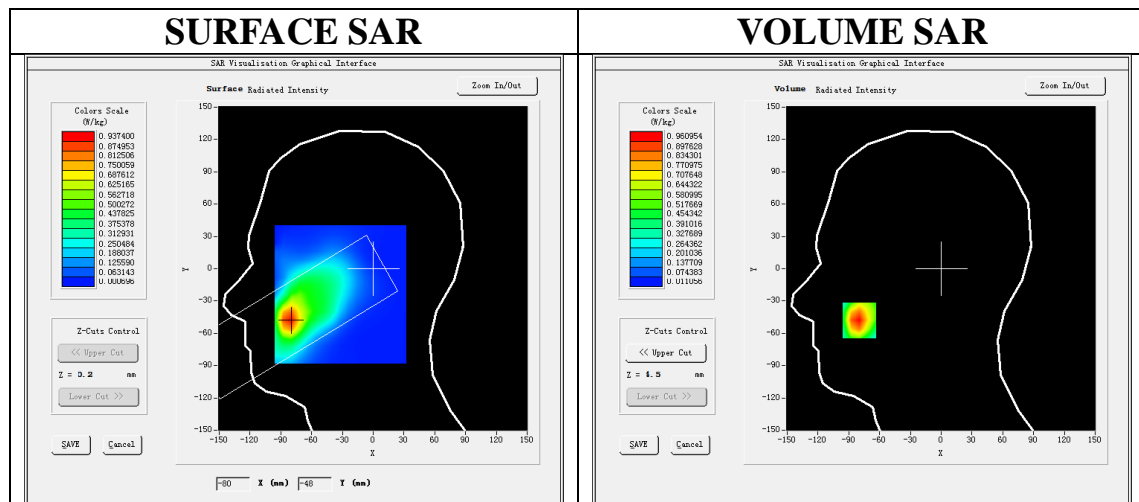 SURFACE SAR
SAR Visualisation Graphical Interface
Surface Radiated Intensity
Zoom In/Out
Colors Scale
(W/kg)
0.937400
0.874953
0.812506
0.750059
0.687612
0.625165
0.562718
0.500272
0.437825
0.375378
0.312931
0.250484
0.188037
0.125590
0.063143
0.000696
Z-Cuts Control
<< Upper Cut
Z = 0.2 mm
Lower Cut >>
SAVE Cancel
150
90
60
30
0
-30
-60
-90
-150
Y
-150 -120 -90 -60 -30 0 30 60 90 120 150
X
-80 X (mm) -48 Y (mm)
VOLUME SAR
SAR Visualisation Graphical Interface
Volume Radiated Intensity
Zoom In/Out
Colors Scale
(W/kg)
0.960954
0.897628
0.834301
0.770975
0.707648
0.644322
0.580995
0.517669
0.454342
0.391016
0.327689
0.264362
0.201036
0.137709
0.074383
0.011056
Z-Cuts Control
<< Upper Cut
Z = 4.5 mm
Lower Cut >>
SAVE Cancel
150
90
60
30
0
-30
-60
-90
-150
Y
-150 -120 -90 -60 -30 0 30 60 90 120 150
X